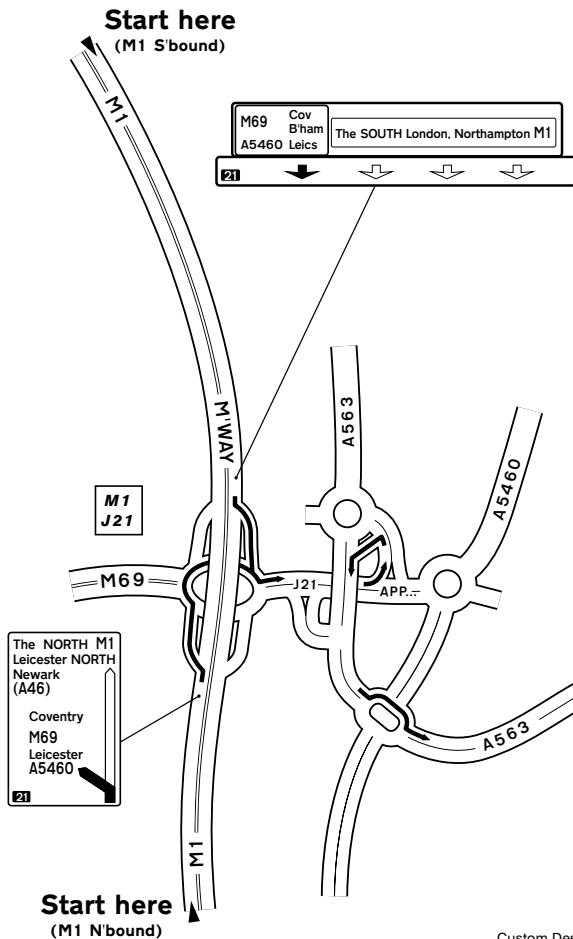 Start here
(M1 S'bound)
M1
M69 Cov
B'ham
A5460 Leics
The SOUTH London, Northampton M1
21
M'WAY
A563
A5460
M1
J21
M69
J21
APP...
The NORTH M1
Leicester NORTH
Newark
(A46)
Coventry
M69
Leicester
A5460
21
A563
M1
Start here
(M1 N'bound)
Custom Des